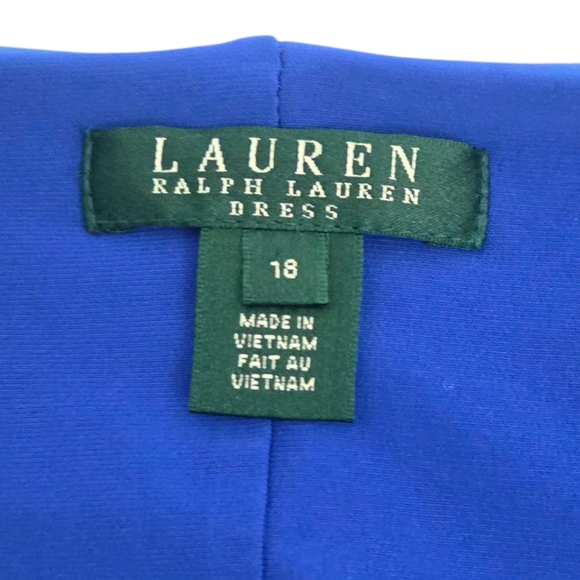 LAUREN
RALPH LAUREN
DRESS
18
MADE IN
VIETNAM
FAIT AU
VIETNAM